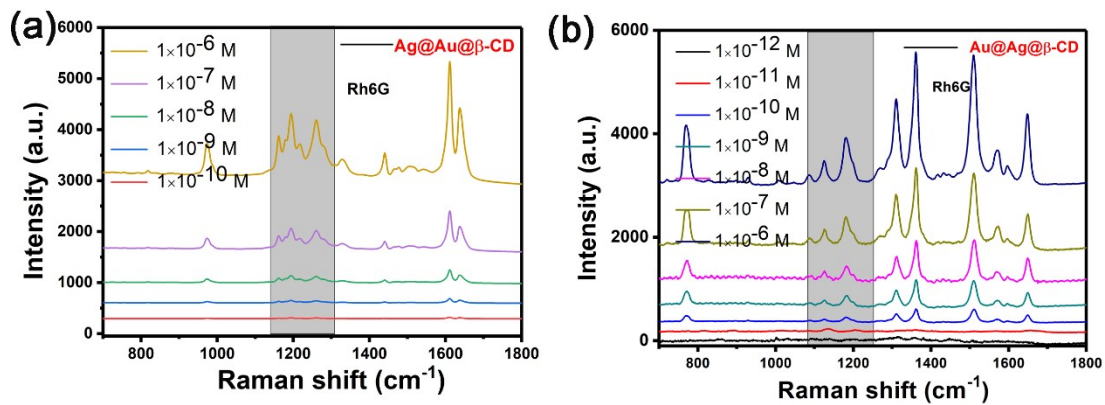 (a)
6000
5000
4000
3000
2000
1000
0
Intensity (a.u.)
1×10⁻⁶ M
1×10⁻⁷ M
1×10⁻⁸ M
1×10⁻⁹ M
1×10⁻¹⁰ M
Ag@Au@β-CD
Rh6G
800 1000 1200 1400 1600 1800
Raman shift (cm⁻¹)
(b)
6000
4000
2000
0
Intensity (a.u.)
1×10⁻¹² M
1×10⁻¹¹ M
1×10⁻¹⁰ M
1×10⁻⁹ M
1×10⁻⁸ M
1×10⁻⁷ M
1×10⁻⁶ M
Au@Ag@β-CD
Rh6G
800 1000 1200 1400 1600 1800
Raman shift (cm⁻¹)